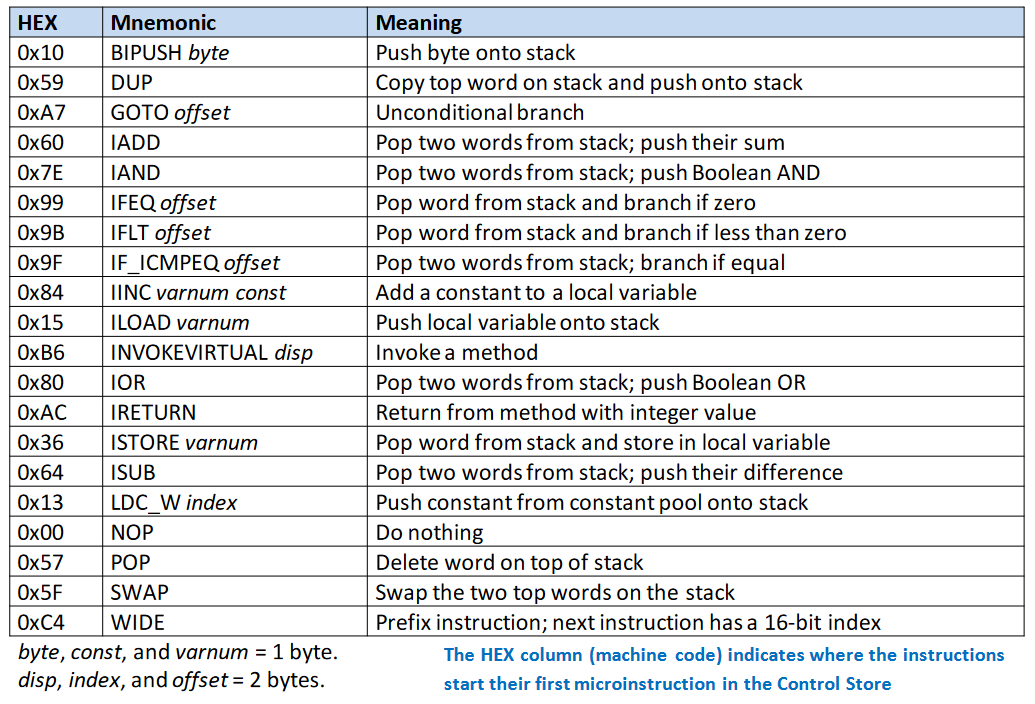 HEX Mnemonic Meaning
0x10 BIPUSH byte Push byte onto stack
0x59 DUP Copy top word on stack and push onto stack
0xA7 GOTO offset Unconditional branch
0x60 IADD Pop two words from stack; push their sum
0x7E IAND Pop two words from stack; push Boolean AND
0x99 IFEQ offset Pop word from stack and branch if zero
0x9B IFLT offset Pop word from stack and branch if less than zero
0x9F IF_ICMPEQ offset Pop two words from stack; branch if equal
0x84 IINC varnum const Add a constant to a local variable
0x15 ILOAD varnum Push local variable onto stack
0xB6 INVOKEVIRTUAL disp Invoke a method
0x80 IOR Pop two words from stack; push Boolean OR
0xAC IRETURN Return from method with integer value
0x36 ISTORE varnum Pop word from stack and store in local variable
0x64 ISUB Pop two words from stack; push their difference
0x13 LDC_W index Push constant from constant pool onto stack
0x00 NOP Do nothing
0x57 POP Delete word on top of stack
0x5F SWAP Swap the two top words on the stack
0xC4 WIDE Prefix instruction; next instruction has a 16-bit index
byte, const, and varnum = 1 byte.
disp, index, and offset = 2 bytes.
The HEX column (machine code) indicates where the instructions
start their first microinstruction in the Control Store